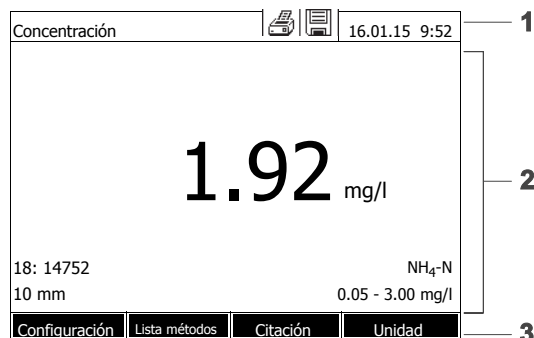 Concentración 16.01.15 9:52 1
1.92 mg/l 2
18: 14752 NH₄-N
10 mm 0.05 - 3.00 mg/l
Configuración Lista métodos Citación Unidad 3